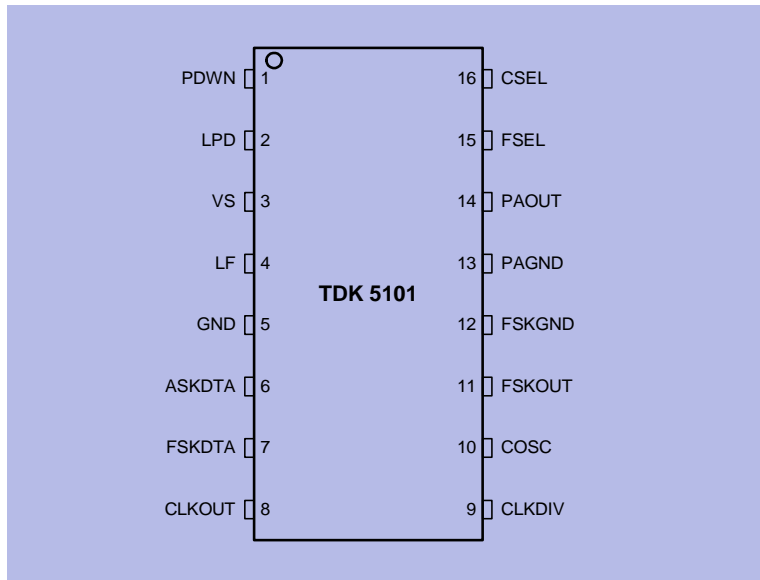 PDWN 1 16 CSEL
LPD 2 15 FSEL
VS 3 14 PAOUT
LF 4 13 PAGND
TDK 5101
GND 5 12 FSKGND
ASKDTA 6 11 FSKOUT
FSKDTA 7 10 COSC
CLKOUT 8 9 CLKDIV